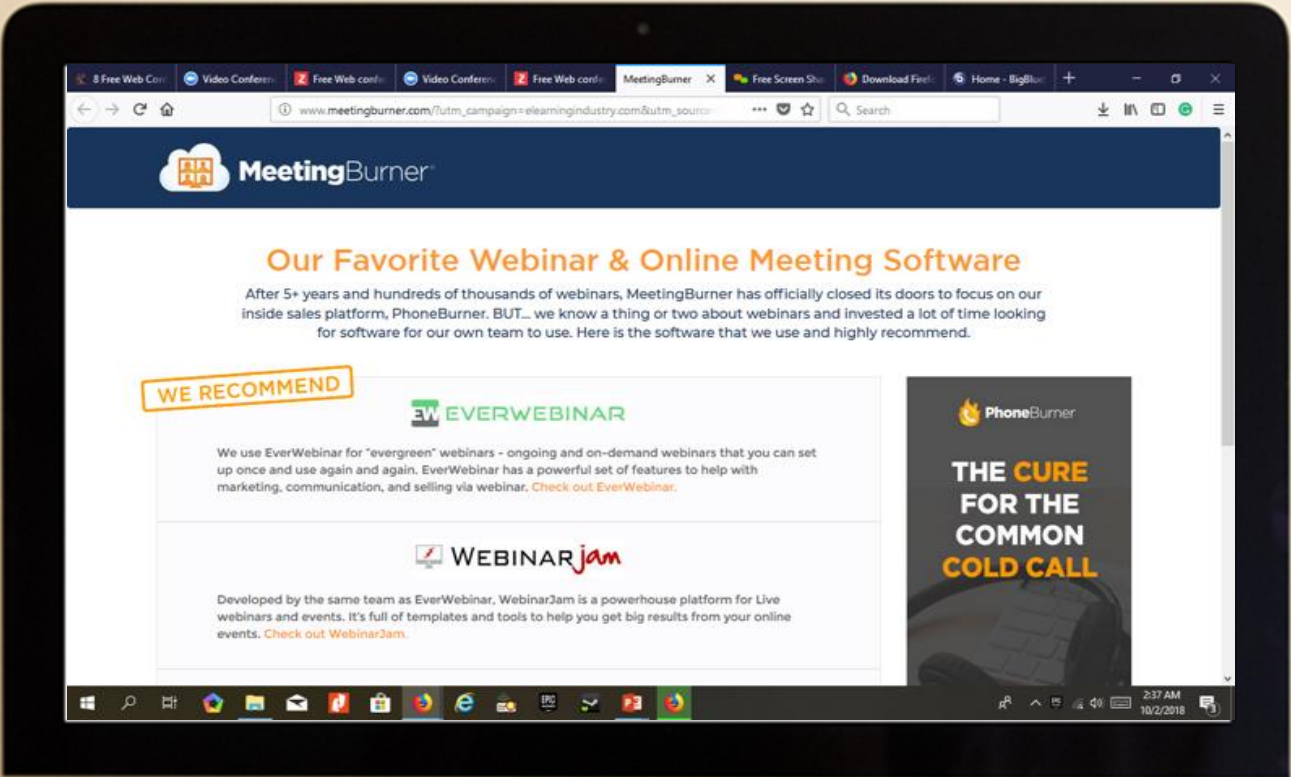 8 Free Web Con
Video Conferen
Free Web confe
Video Conferenc
Free Web confe
MeetingBurner
Free Screen Sha
Download Firef
Home - BigBlue
www.meetingburner.com/?utm_campaign=elearningindustry.com&utm_source
Search
MeetingBurner
Our Favorite Webinar & Online Meeting Software
After 5+ years and hundreds of thousands of webinars, MeetingBurner has officially closed its doors to focus on our
inside sales platform, PhoneBurner. BUT... we know a thing or two about webinars and invested a lot of time looking
for software for our own team to use. Here is the software that we use and highly recommend.
WE RECOMMEND
EW EVERWEBINAR
We use EverWebinar for "evergreen" webinars - ongoing and on-demand webinars that you can set
up once and use again and again. EverWebinar has a powerful set of features to help with
marketing, communication, and selling via webinar. Check out EverWebinar.
WEBINARjam
Developed by the same team as EverWebinar, WebinarJam is a powerhouse platform for Live
webinars and events. It's full of templates and tools to help you get big results from your online
events. Check out WebinarJam.
PhoneBurner
THE CURE
FOR THE
COMMON
COLD CALL
EPIC
2:37 AM
10/2/2018